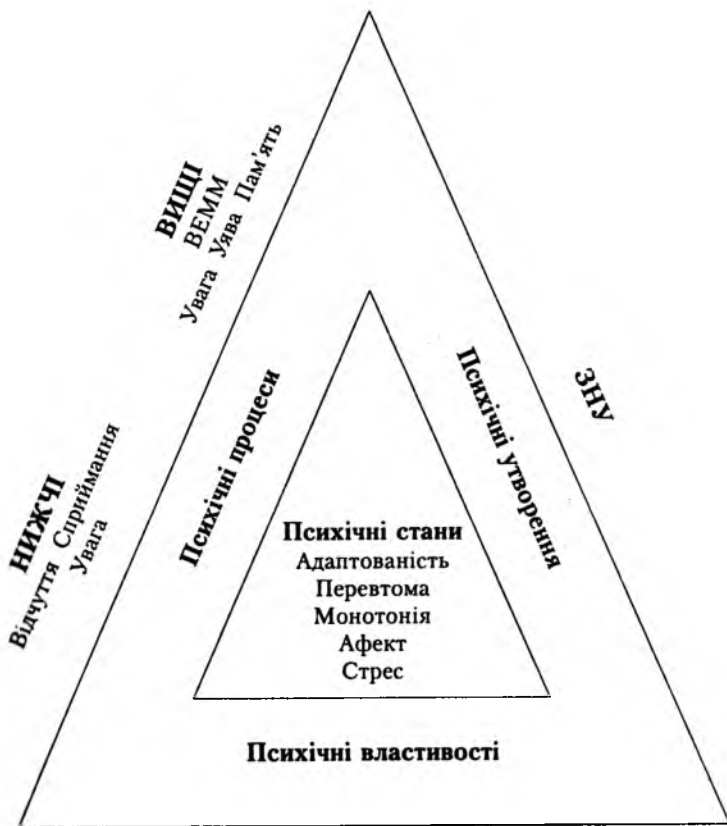 ВИЩІ
ВЕММ
Увага Уява Пам'ять
НИЖЧІ
Відчуття Сприймання
Увага
Психічні процеси
Психічні утворення
ЗНУ
Психічні стани
Адаптованість
Перевтома
Монотонія
Афект
Стрес
Психічні властивості